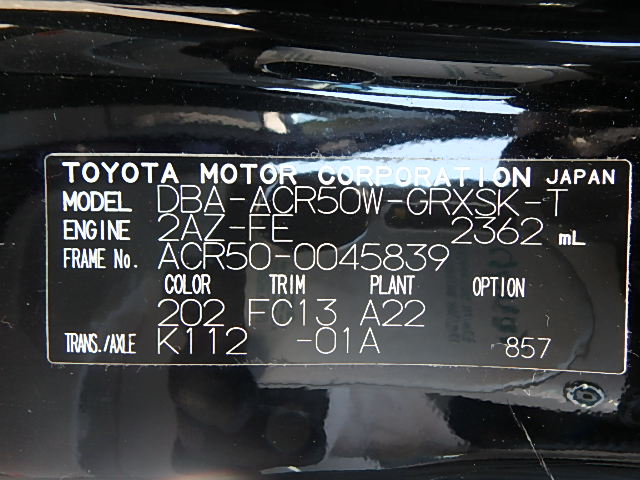 TOYOTA MOTOR CORPORATION JAPAN
MODEL DBA-ACR50W-GRXSK-T
ENGINE 2AZ-FE 2362 mL
FRAME No. ACR50-0045839
COLOR TRIM PLANT OPTION
202 FC13 A22
TRANS./AXLE K112 -01A 857